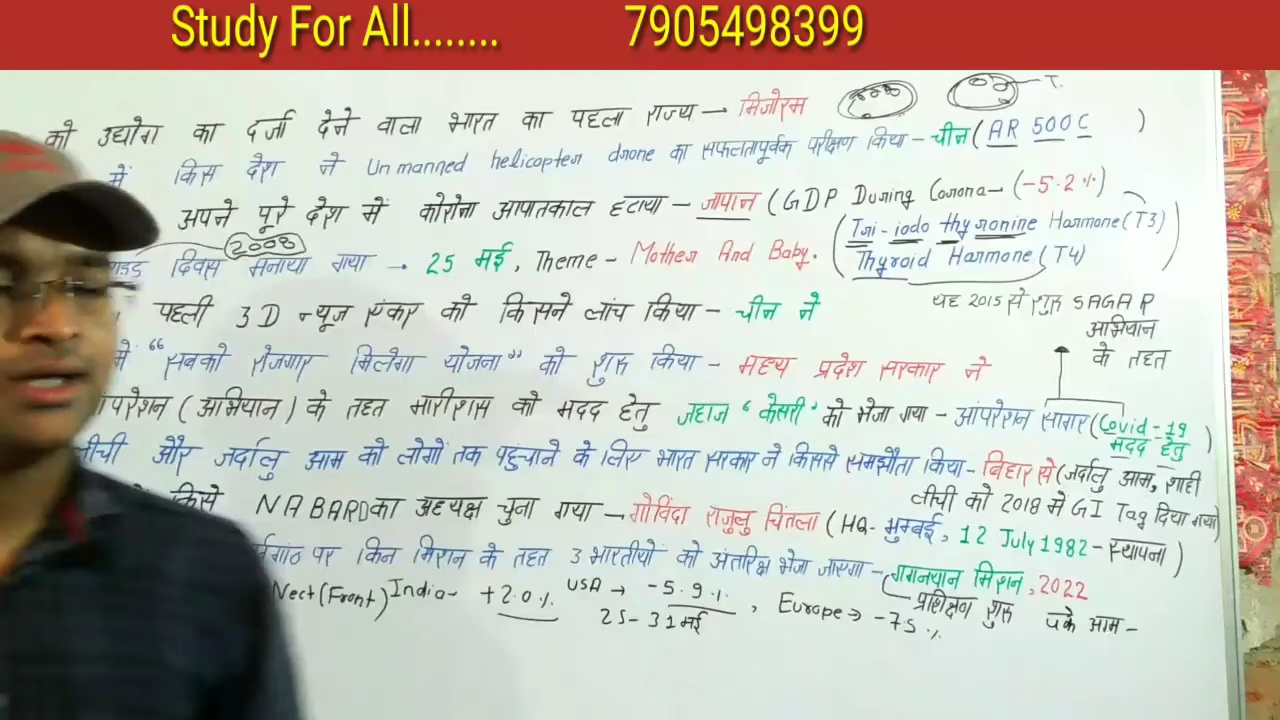 Study For All........ 7905498399
को उद्योग का दर्जा देने वाला भारत का पहला राज्य → मिजोरम
T.
में किस देश ने Unmanned helicopter drone का सफलतापूर्वक परीक्षण किया - चीन (AR 500C )
अपने पूरे देश में कोरोना आपातकाल हटाया - जापान (GDP During Corona - (-5.2%)
2008
(Tri-iodo thyronine Harmone (T3)
दिवस मनाया गया - 25 मई, Theme - Mother And Baby.
Thyroid Harmone (T4)
पहली 3D न्यूज एंकर को किसने लांच किया - चीन ने
यह 2015 से शुरू SAGAR
अभियान
के तहत
में "सबको रोजगार मिलेगा योजना" को शुरू किया - मध्य प्रदेश सरकार ने
परेशन (अभियान) के तहत मारीशस को मदद हेतु जहाज "केसरी" को भेजा गया - आंपरेशन सागार (Covid-19
मदद हेतु )
लीची और जर्दालु आम को लोगों तक पहुंचाने के लिए भारत सरकार ने किससे समझौता किया - बिहार से (जर्दालु आम, शाही
लीची को 2018 में GI Tag दिया गया)
किसे NABARD का अध्यक्ष चुना गया → गोविंदा राजुलु चिंतला (HQ - मुम्बई, 12 July 1982 - स्थापना)
पर किन मिशन के तहत 3 भारतीयों को अंतरिक्ष भेजा जाएगा - गगनयान मिशन, 2022
प्रशिक्षण शुरू
Nect (Front) India - +2.0%. USA → -5.9%. , Europe → -7.5%.
पके आम -
25-31 मई